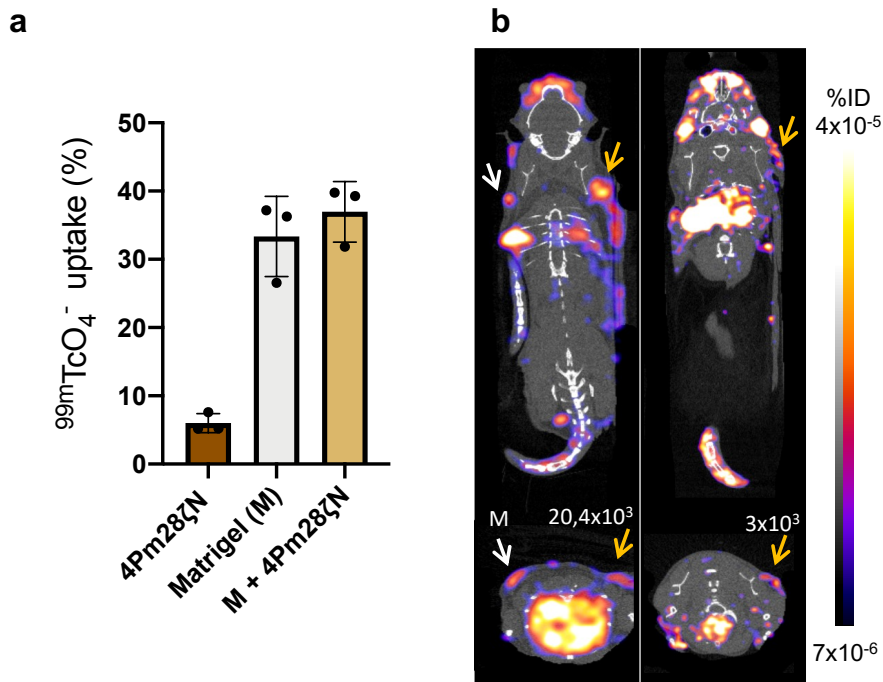 a
b
50
40
30
20
10
0
99mTcO4- uptake (%)
4Pm28ζN
Matrigel (M)
M + 4Pm28ζN
%ID
4x10-5
7x10-6
M
20,4x103
3x103